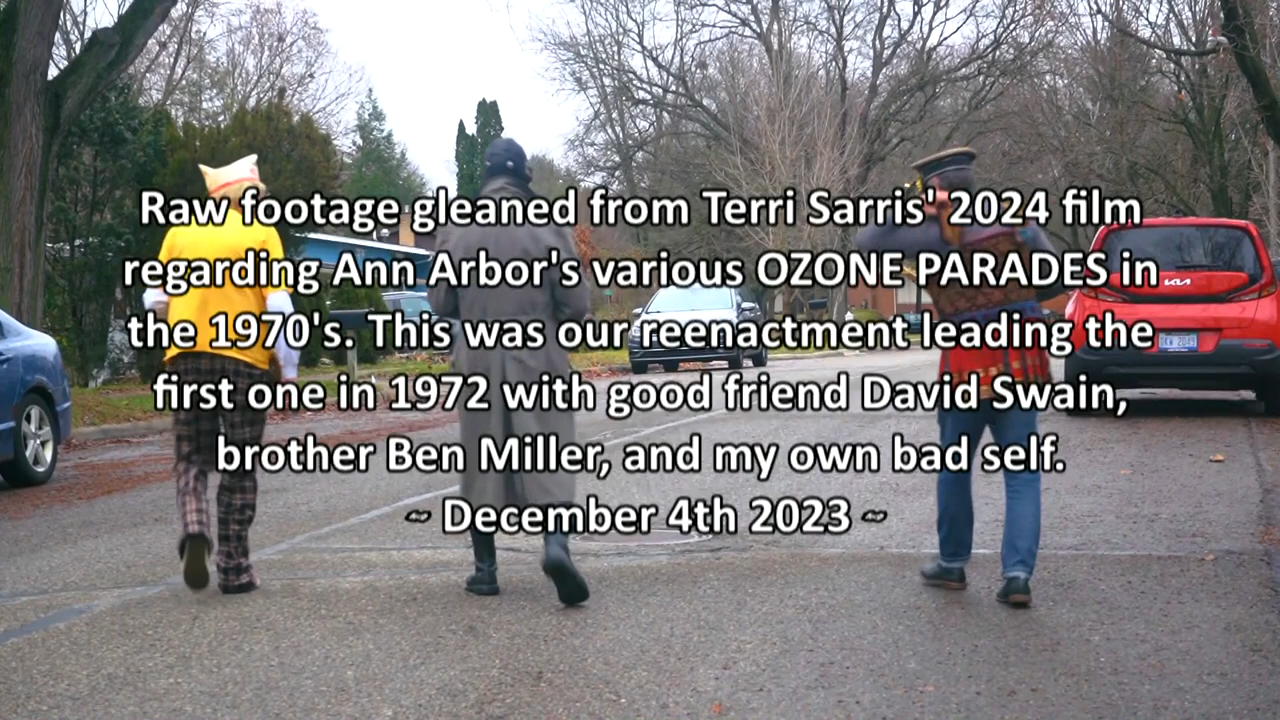 Raw footage gleaned from Terri Sarris' 2024 film
regarding Ann Arbor's various OZONE PARADES in
the 1970's. This was our reenactment leading the
first one in 1972 with good friend David Swain,
brother Ben Miller, and my own bad self.
~ December 4th 2023 ~
KIA